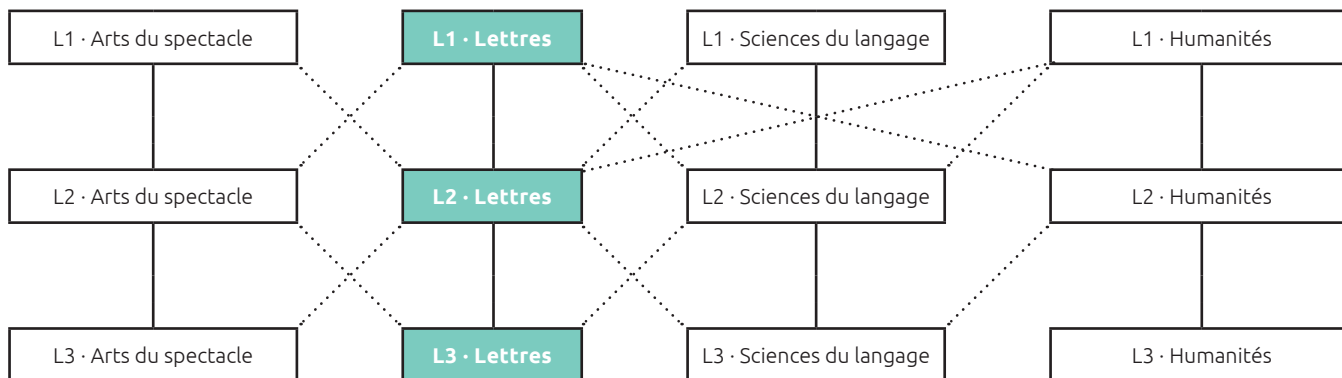 L1 · Arts du spectacle
L1 · Lettres
L1 · Sciences du langage
L1 · Humanités
L2 · Arts du spectacle
L2 · Lettres
L2 · Sciences du langage
L2 · Humanités
L3 · Arts du spectacle
L3 · Lettres
L3 · Sciences du langage
L3 · Humanités